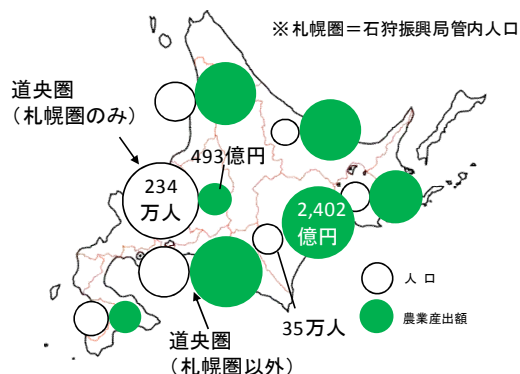 ※札幌圏＝石狩振興局管内人口
道央圏
（札幌圏のみ）
493億円
234
万人
2,402
億円
人 口
農業産出額
35万人
道央圏
（札幌圏以外）